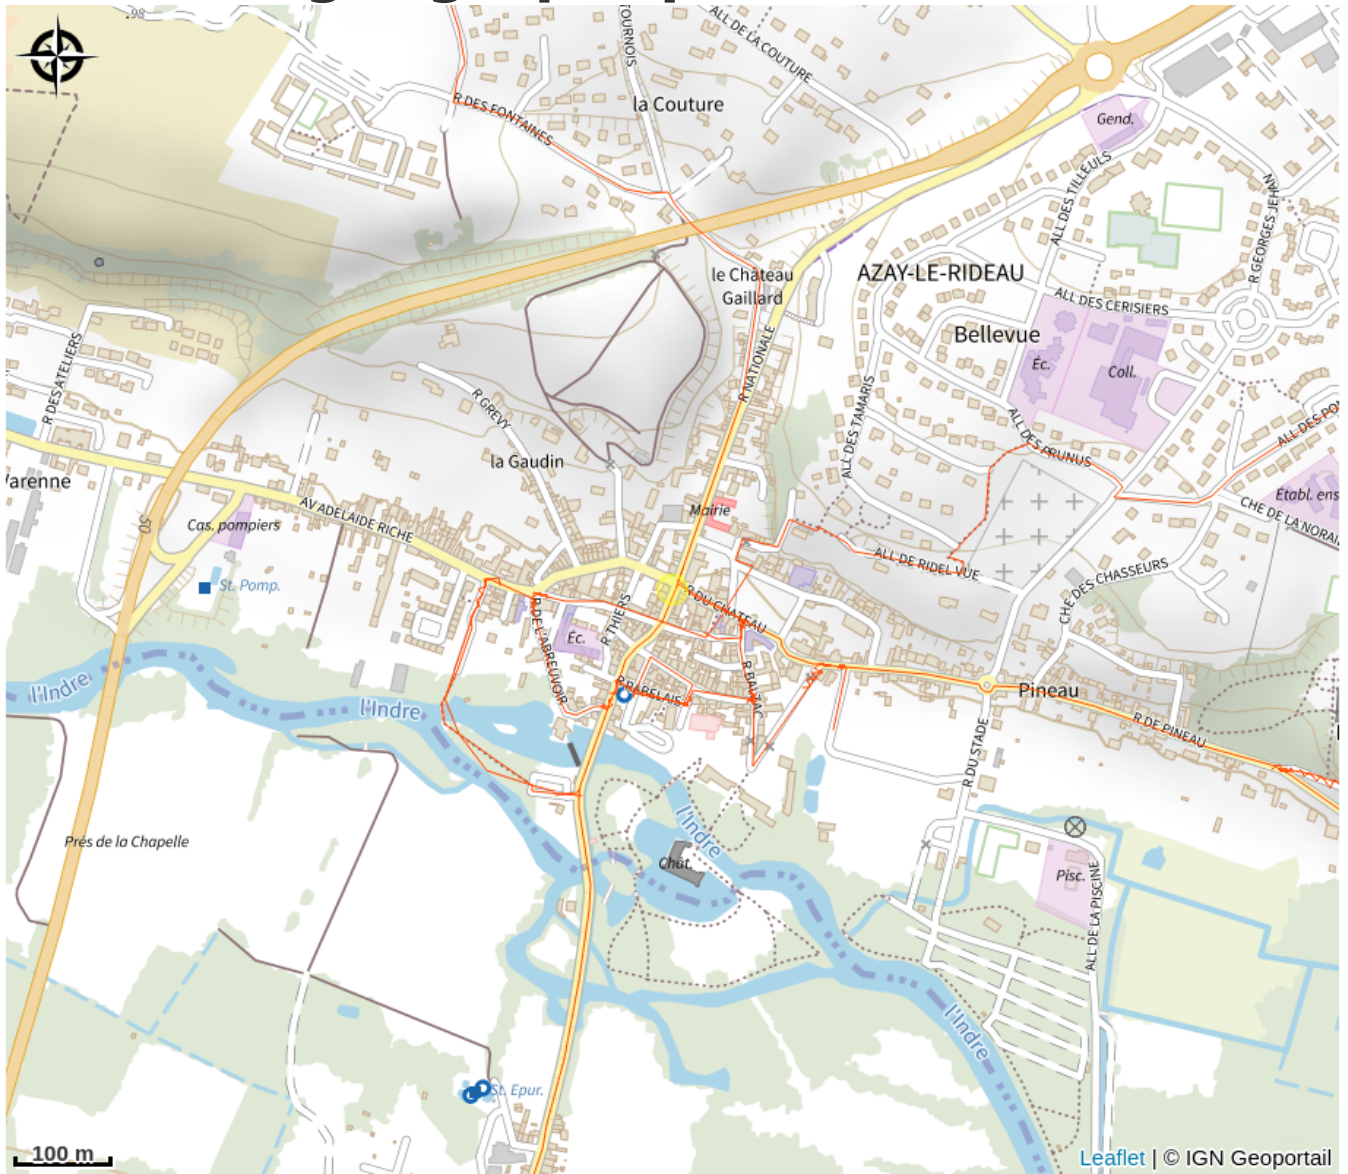 98
TOURNOIS
ALL DE LA COUTURE
la Couture
R DES FONTAINES
Gend.
ALL DES TILLEULS
R GEORGES JEHAN
le Château
Gaillard
AZAY-LE-RIDEAU
ALL DES CERISIERS
Bellevue
R DES ATELIERS
R NATIONALE
Éc.
Coll.
R GREVY
ALL DES TAMARIS
ALL DES PRUNUS
la Gaudin
Varenne
AV ADELAIDE RICHE
Mairie
Etabl. ens
CHE DE LA NORAI
Cas. pompiers
50
ALL DE RIDEL VUE
CHE DES CHASSEURS
St. Pomp.
R DU CHATEAU
R THIERS
Éc.
R DE L'ABREUVOIR
R BALZAC
R RABELAIS
l'Indre
l'Indre
Pineau
R DE PINEAU
R DU STADE
l'Indre
Prés de la Chapelle
Chât.
Pisc.
ALL DE LA PISCINE
l'Indre
St. Epur.
100 m
Leaflet | © IGN Geoportail